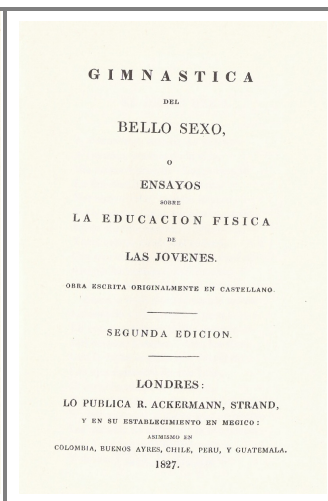 GIMNASTICA
DEL
BELLO SEXO,
O
ENSAYOS
SOBRE
LA EDUCACION FISICA
DE
LAS JOVENES.
OBRA ESCRITA ORIGINALMENTE EN CASTELLANO.
SEGUNDA EDICION.
LONDRES:
LO PUBLICA R. ACKERMANN, STRAND,
Y EN SU ESTABLECIMIENTO EN MEGICO:
ASIMISMO EN
COLOMBIA, BUENOS AYRES, CHILE, PERU, Y GUATEMALA.
1827.